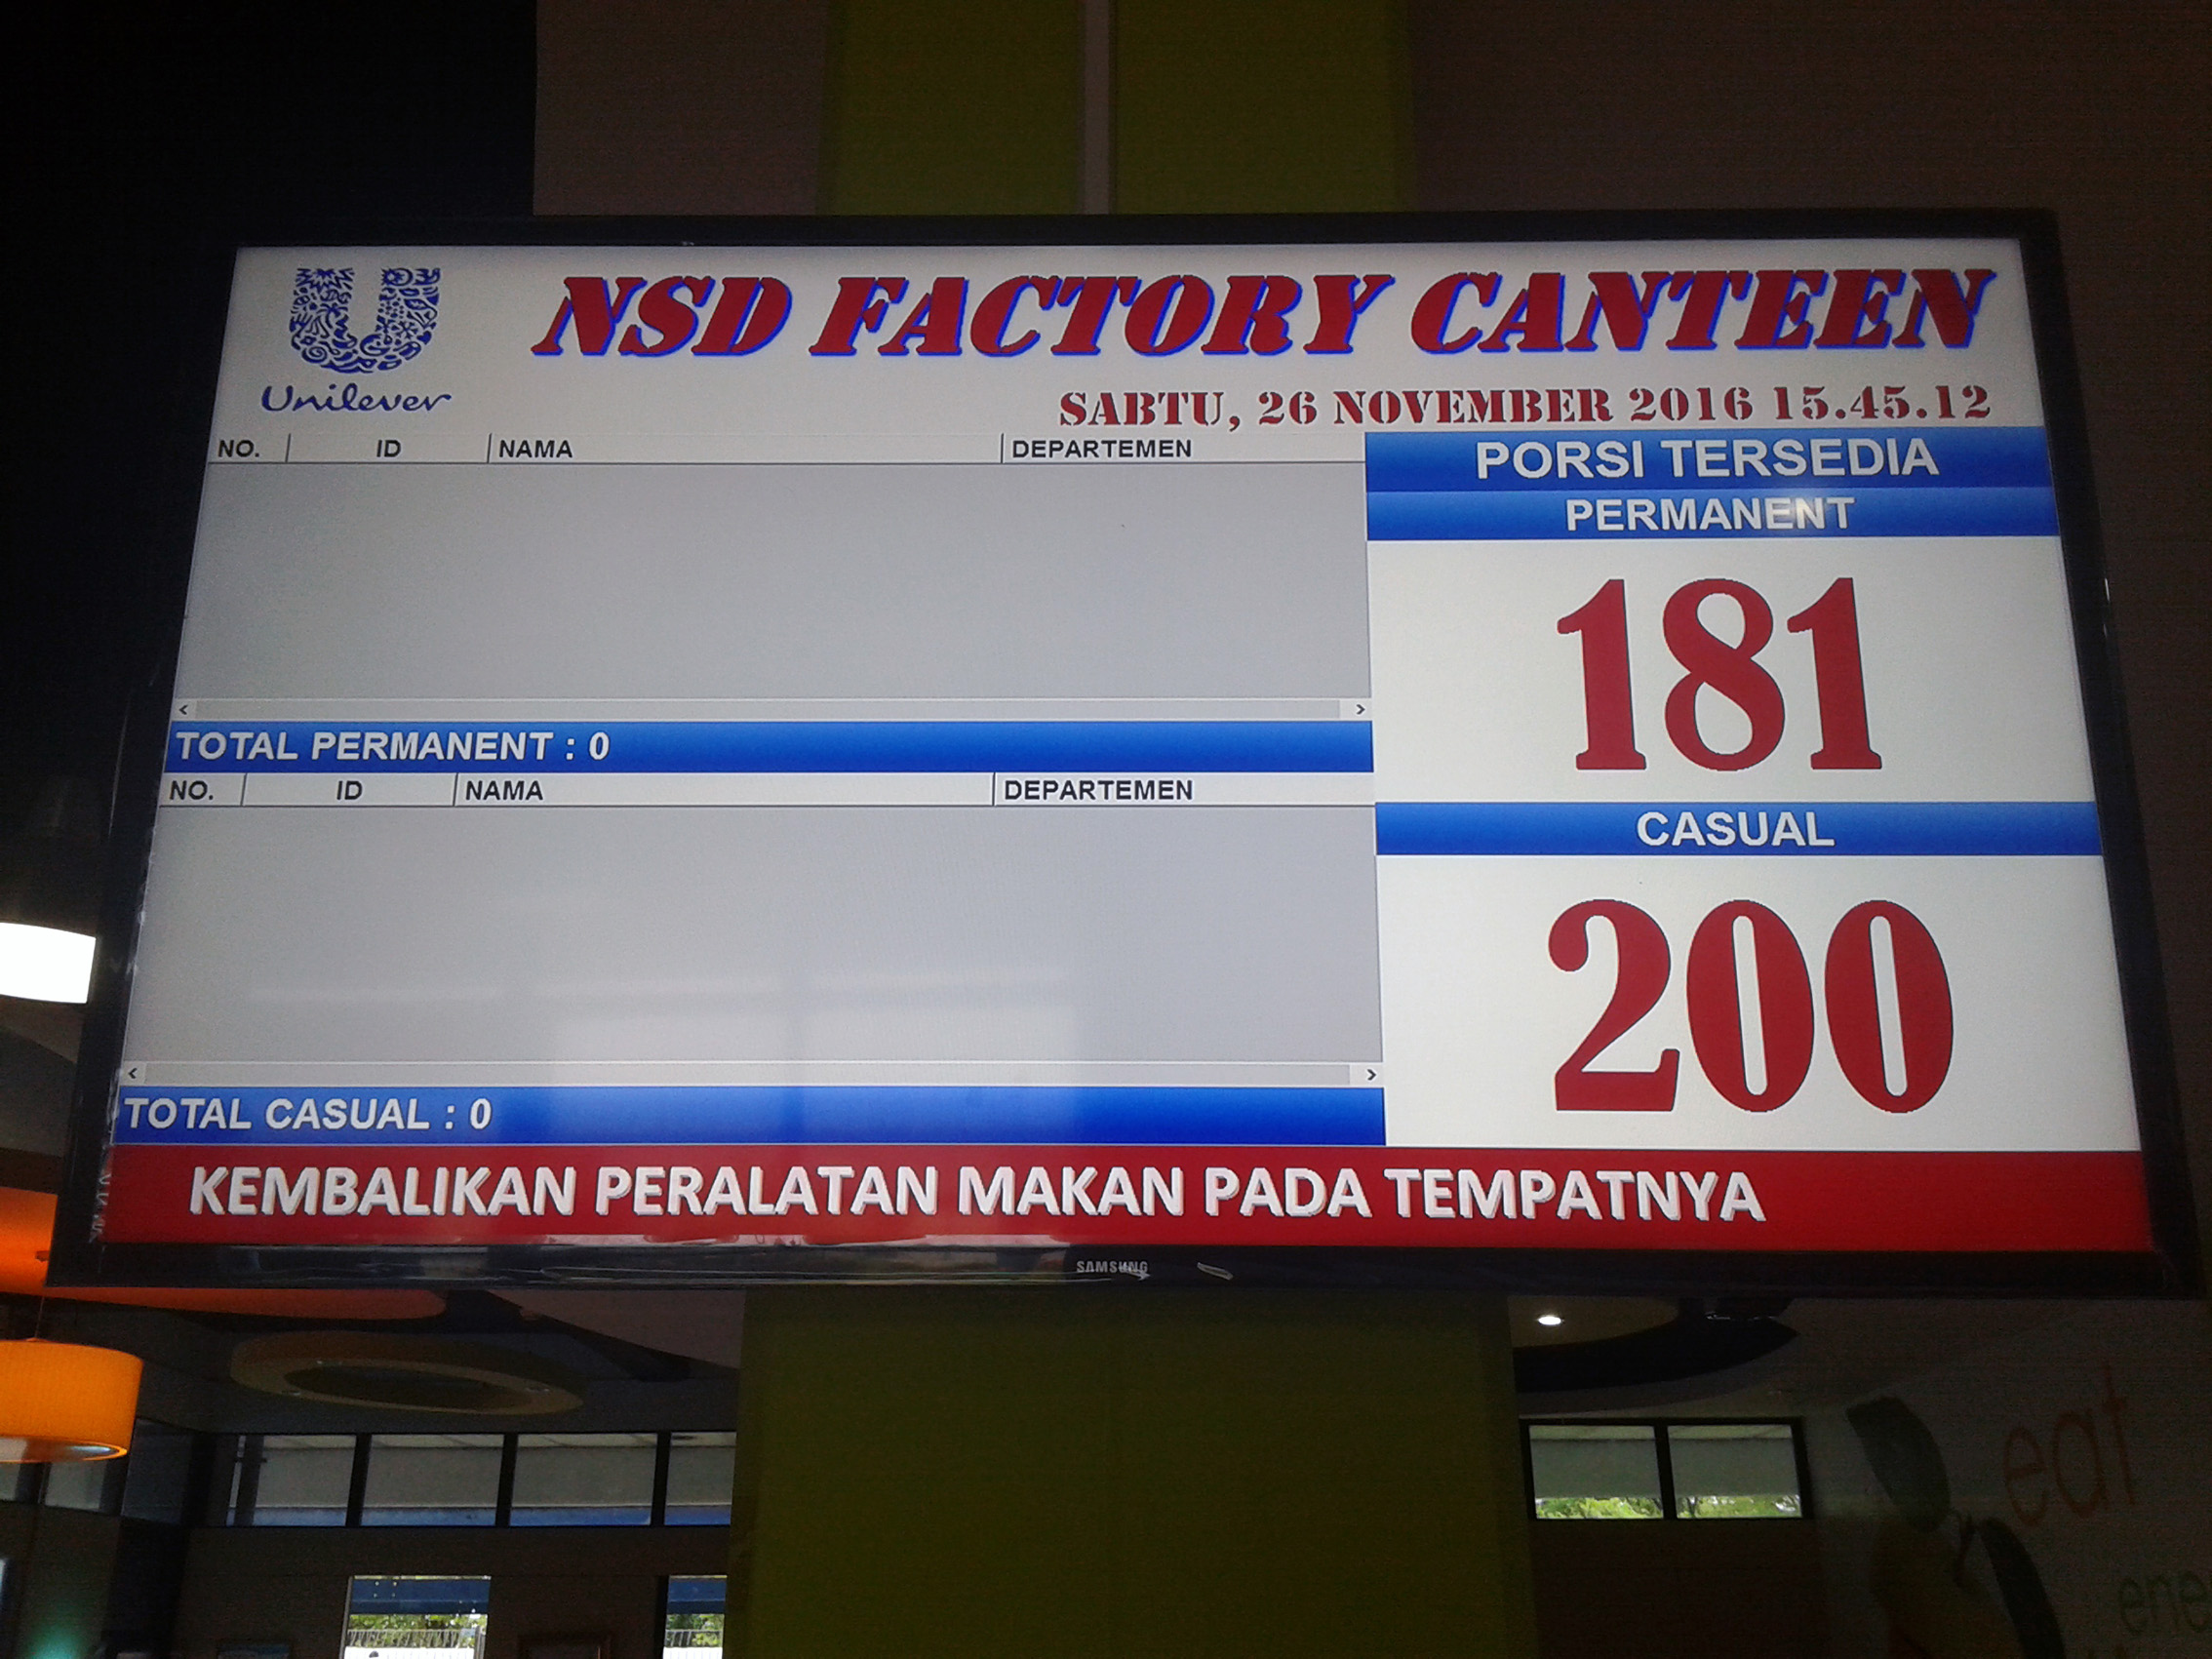 Unilever
NSD FACTORY CANTEEN
SABTU, 26 NOVEMBER 2016 15.45.12
NO. ID NAMA DEPARTEMEN
TOTAL PERMANENT : 0
NO. ID NAMA DEPARTEMEN
TOTAL CASUAL : 0
PORSI TERSEDIA
PERMANENT
181
CASUAL
200
KEMBALIKAN PERALATAN MAKAN PADA TEMPATNYA
SAMSUNG
eat